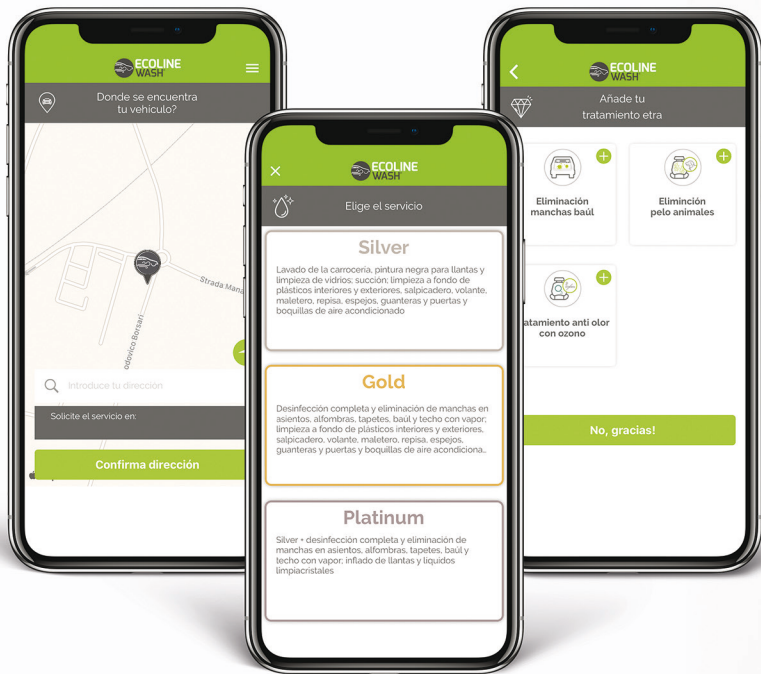 ECOLINE
WASH
Donde se encuentra
tu vehículo?
Strada Mana
odovico Borsari
Introduce tu dirección
Solicite el servicio en:
Confirma dirección
ECOLINE
WASH
Elige el servicio
Silver
Lavado de la carrocería, pintura negra para llantas y
limpieza de vidrios; succión; limpieza a fondo de
plásticos interiores y exteriores, salpicadero, volante,
maletero, repisa, espejos, guanteras y puertas y
boquillas de aire acondicionado
Gold
Desinfección completa y eliminación de manchas en
asientos, alfombras, tapetes, baúl y techo con vapor;
limpieza a fondo de plásticos interiores y exteriores,
salpicadero, volante, maletero, repisa, espejos,
guanteras y puertas y boquillas de aire acondiciona..
Platinum
Silver + desinfección completa y eliminación de
manchas en asientos, alfombras, tapetes, baúl y
techo con vapor; inflado de llantas y líquidos
limpiacristales
ECOLINE
WASH
Añade tu
tratamiento etra
Eliminación
manchas baúl
Eliminción
pelo animales
atamiento anti olor
con ozono
No, gracias!